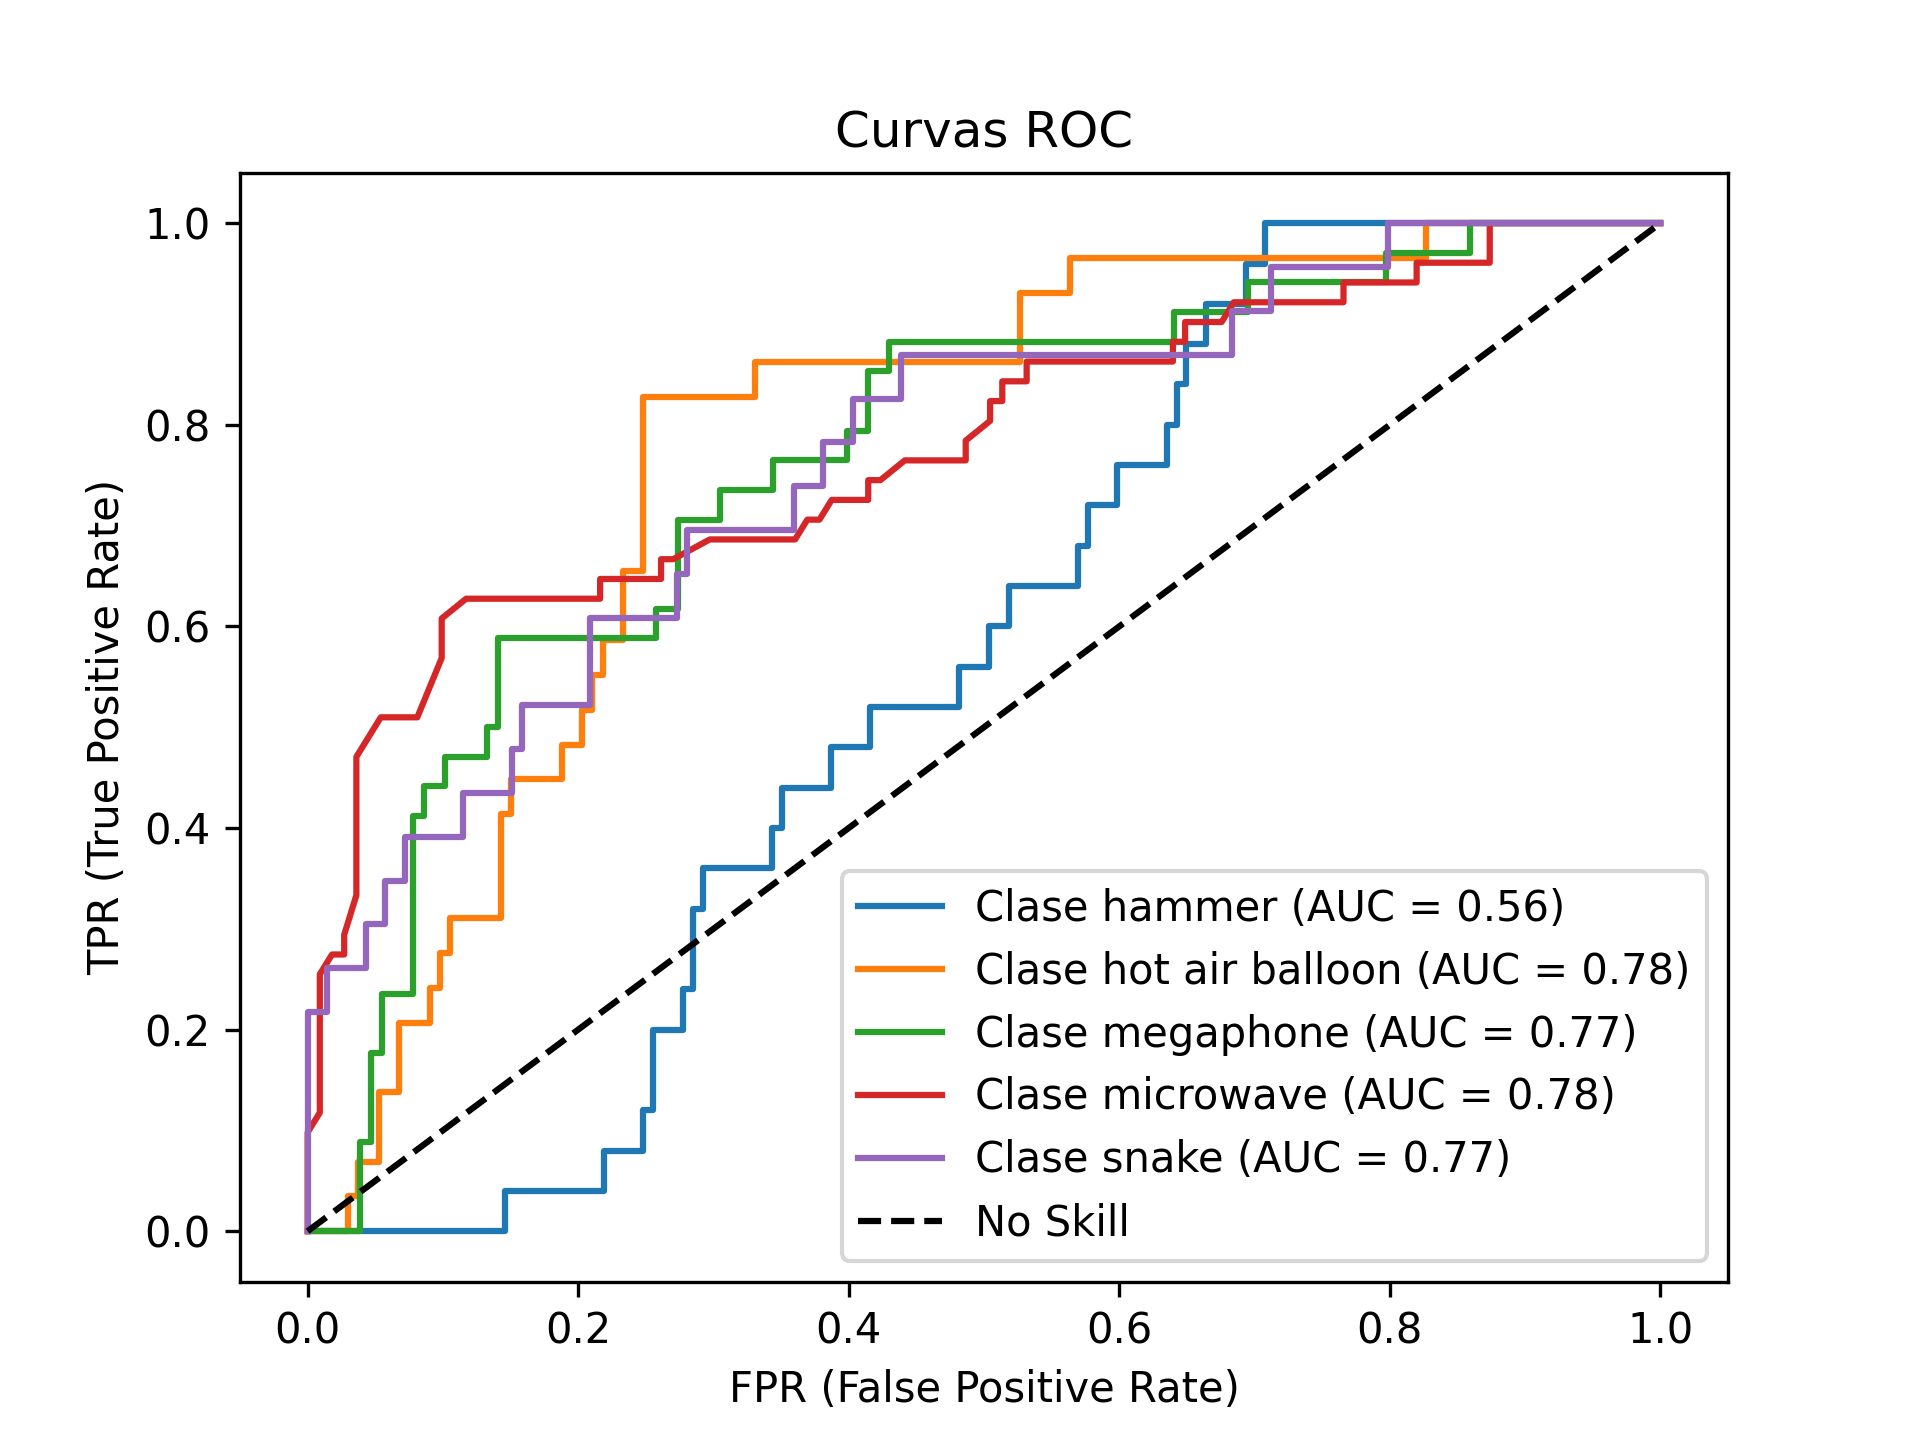 Curvas ROC
TPR (True Positive Rate)
1.0
0.8
0.6
0.4
0.2
0.0
Clase hammer (AUC = 0.56)
Clase hot air balloon (AUC = 0.78)
Clase megaphone (AUC = 0.77)
Clase microwave (AUC = 0.78)
Clase snake (AUC = 0.77)
No Skill
0.0 0.2 0.4 0.6 0.8 1.0
FPR (False Positive Rate)